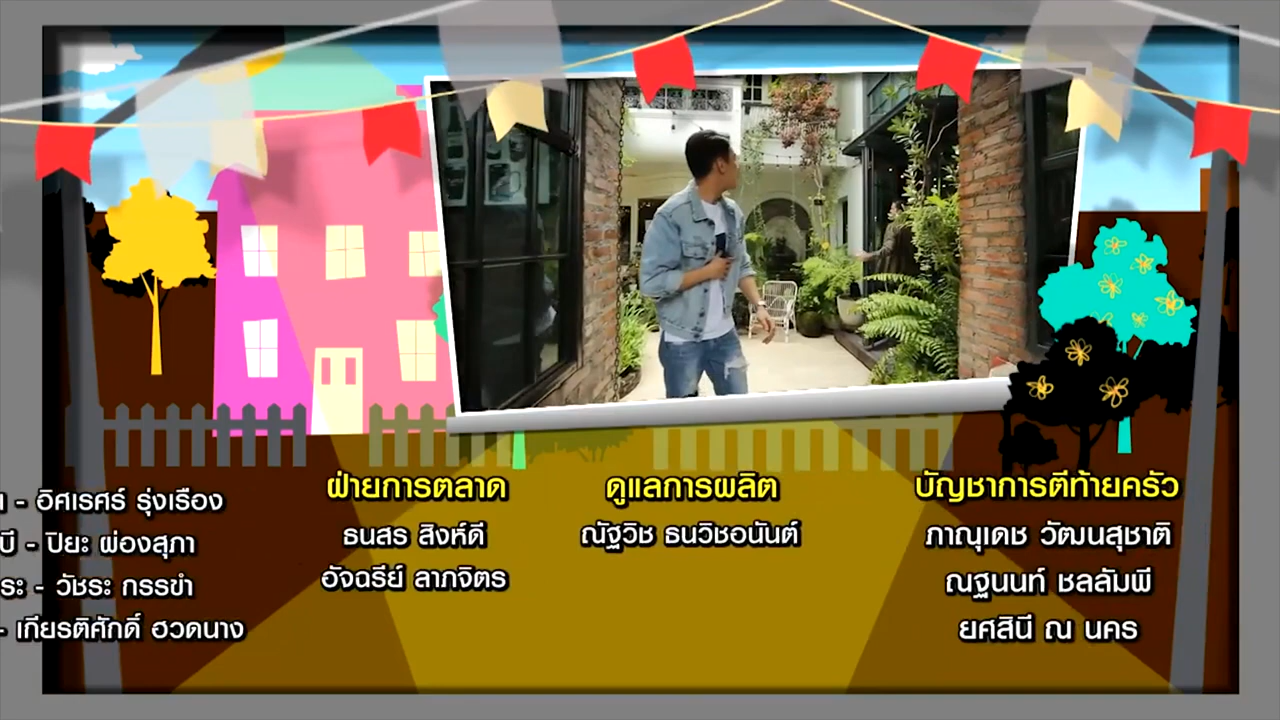 - อิศเรศร์ รุ่งเรือง
- ปิยะ ผ่องสุภา
- วัชระ กรรขำ
- เกียรติศักดิ์ ฮวดนาง
ฝ่ายการตลาด
ธนสร สิงห์ดี
อัจฉรีย์ ลาภจิตร
ดูแลการผลิต
ณัฐวิช ธนวิชอนันต์
บัญชาการตีท้ายครัว
ภาณุเดช วัฒนสุชาติ
ณฐนนท์ ชลลัมพี
ยศสินี ณ นคร